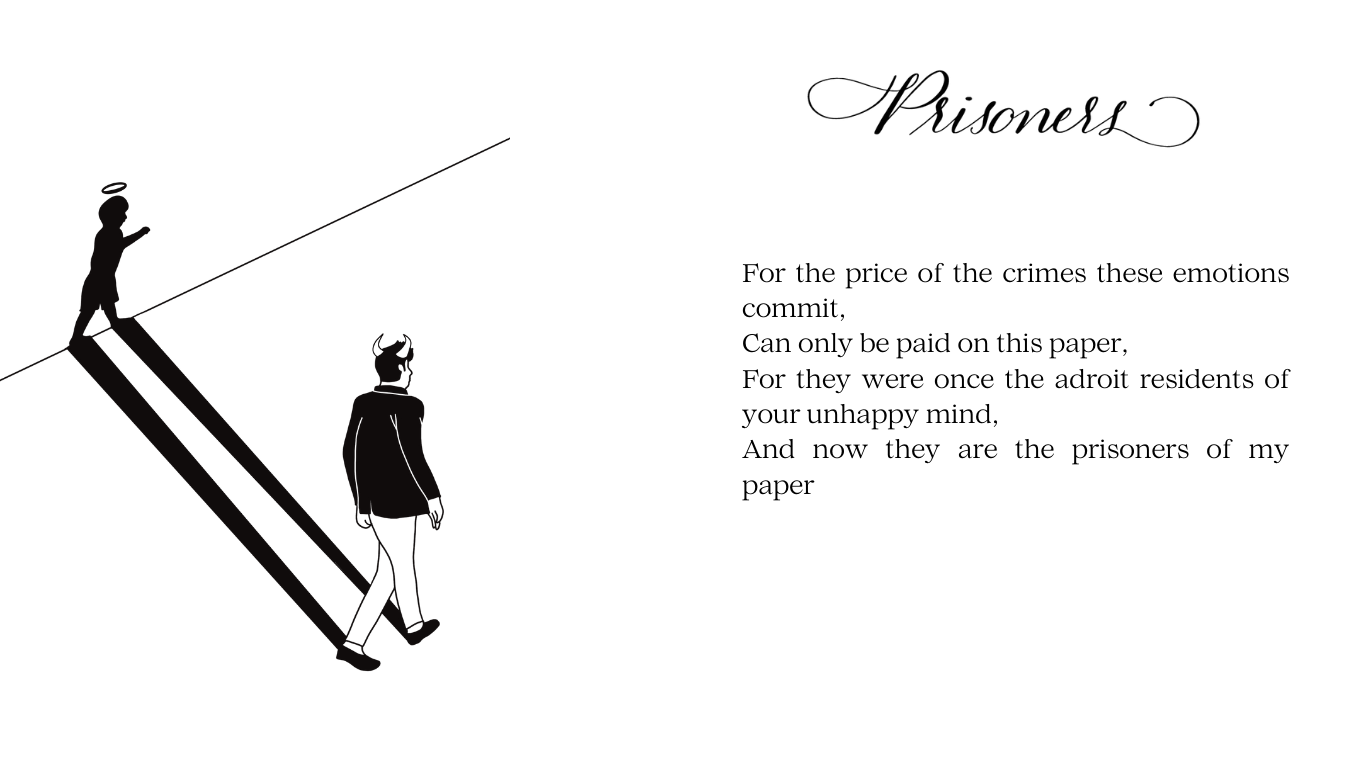 Prisoners
For the price of the crimes these emotions
commit,
Can only be paid on this paper,
For they were once the adroit residents of
your unhappy mind,
And now they are the prisoners of my
paper